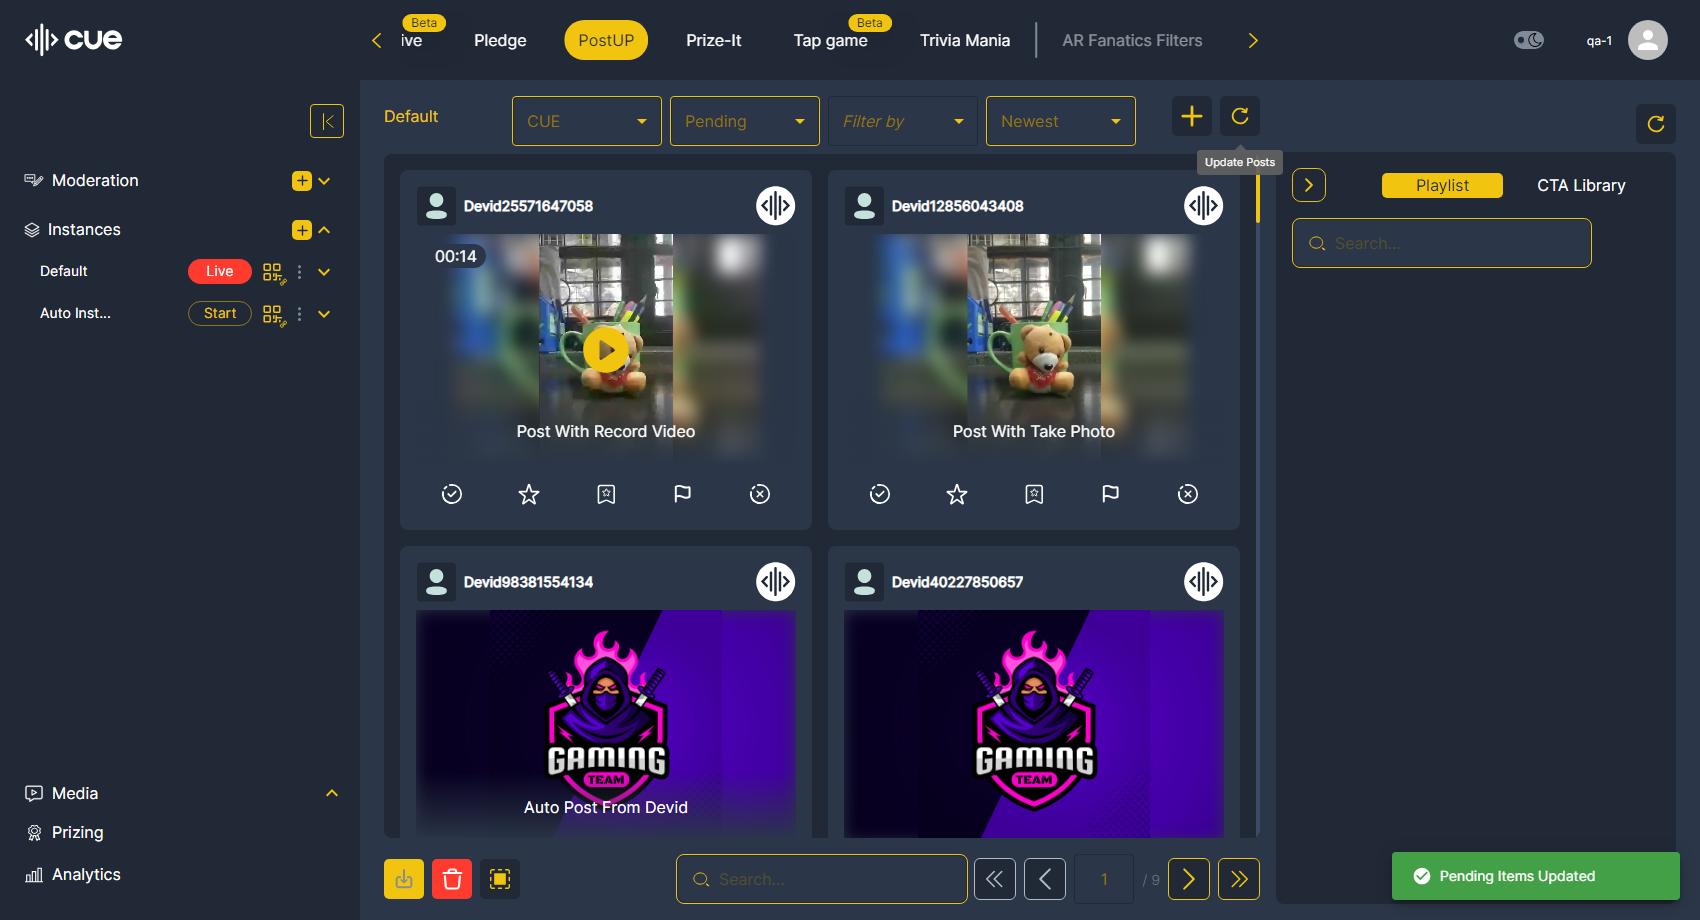 cue
Beta
ive
Pledge
PostUP
Prize-It
Beta
Tap game
Trivia Mania
AR Fanatics Filters
qa-1
Default
CUE
Pending
Filter by
Newest
Update Posts
Moderation
Instances
Default
Live
Auto Inst...
Start
Devid25571647058
00:14
Post With Record Video
Devid12856043408
Post With Take Photo
Playlist
CTA Library
Search...
Devid98381554134
GAMING
TEAM
Auto Post From Devid
Devid40227850657
GAMING
TEAM
Media
Prizing
Analytics
Search...
1
/ 9
Pending Items Updated